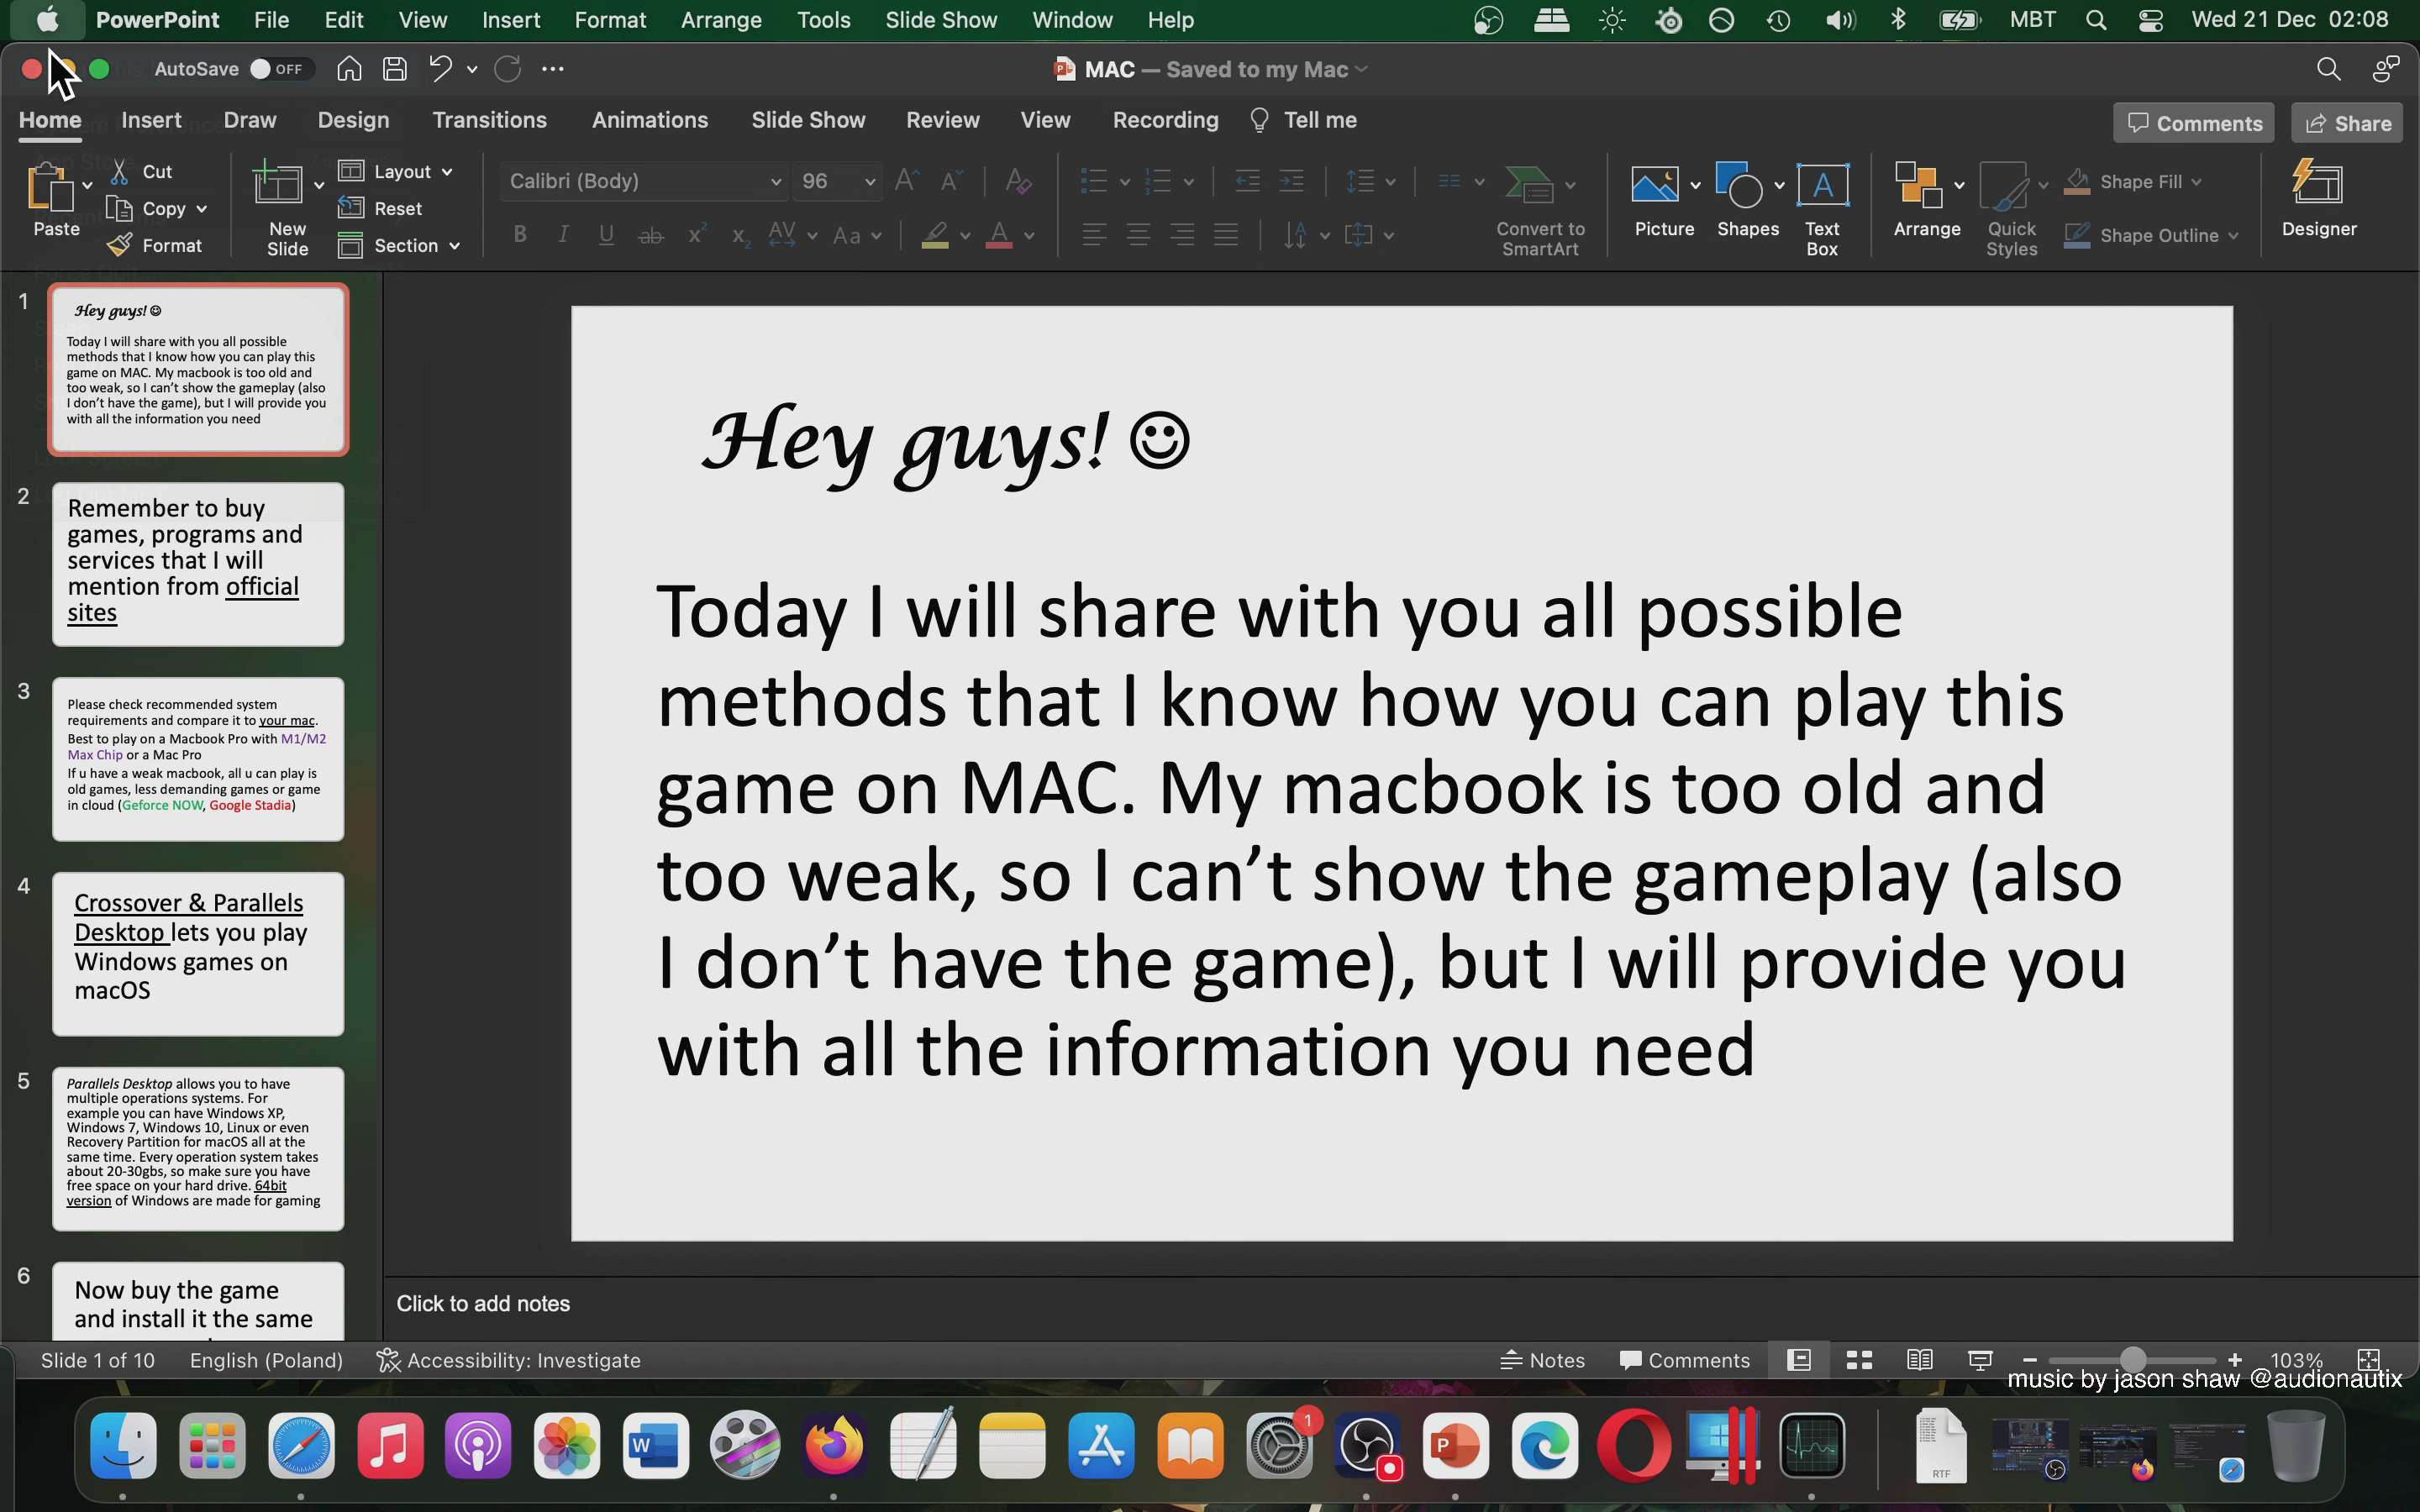 PowerPoint File Edit View Insert Format Arrange Tools Slide Show Window Help MBT Wed 21 Dec 02:08
AutoSave OFF MAC — Saved to my Mac
Home Insert Draw Design Transitions Animations Slide Show Review View Recording Tell me Comments Share
Paste Cut Copy Format
New Slide Layout Reset Section
Calibri (Body) 96
Convert to SmartArt
Picture Shapes Text Box Arrange Quick Styles Shape Fill Shape Outline Designer
1
Hey guys! ☺
Today I will share with you all possible
methods that I know how you can play this
game on MAC. My macbook is too old and
too weak, so I can't show the gameplay (also
I don't have the game), but I will provide you
with all the information you need
2
Remember to buy
games, programs and
services that I will
mention from official
sites
3
Please check recommended system
requirements and compare it to your mac.
Best to play on a Macbook Pro with M1/M2
Max Chip or a Mac Pro
If u have a weak macbook, all u can play is
old games, less demanding games or game
in cloud (Geforce NOW, Google Stadia)
4
Crossover & Parallels
Desktop lets you play
Windows games on
macOS
5
Parallels Desktop allows you to have
multiple operations systems. For
example you can have Windows XP,
Windows 7, Windows 10, Linux or even
Recovery Partition for macOS all at the
same time. Every operation system takes
about 20-30gbs, so make sure you have
free space on your hard drive. 64bit
version of Windows are made for gaming
6
Now buy the game
and install it the same
Hey guys! ☺
Today I will share with you all possible
methods that I know how you can play this
game on MAC. My macbook is too old and
too weak, so I can't show the gameplay (also
I don't have the game), but I will provide you
with all the information you need
Click to add notes
Slide 1 of 10 English (Poland) Accessibility: Investigate Notes Comments 103%
music by jason shaw @audionautix
1
RTF